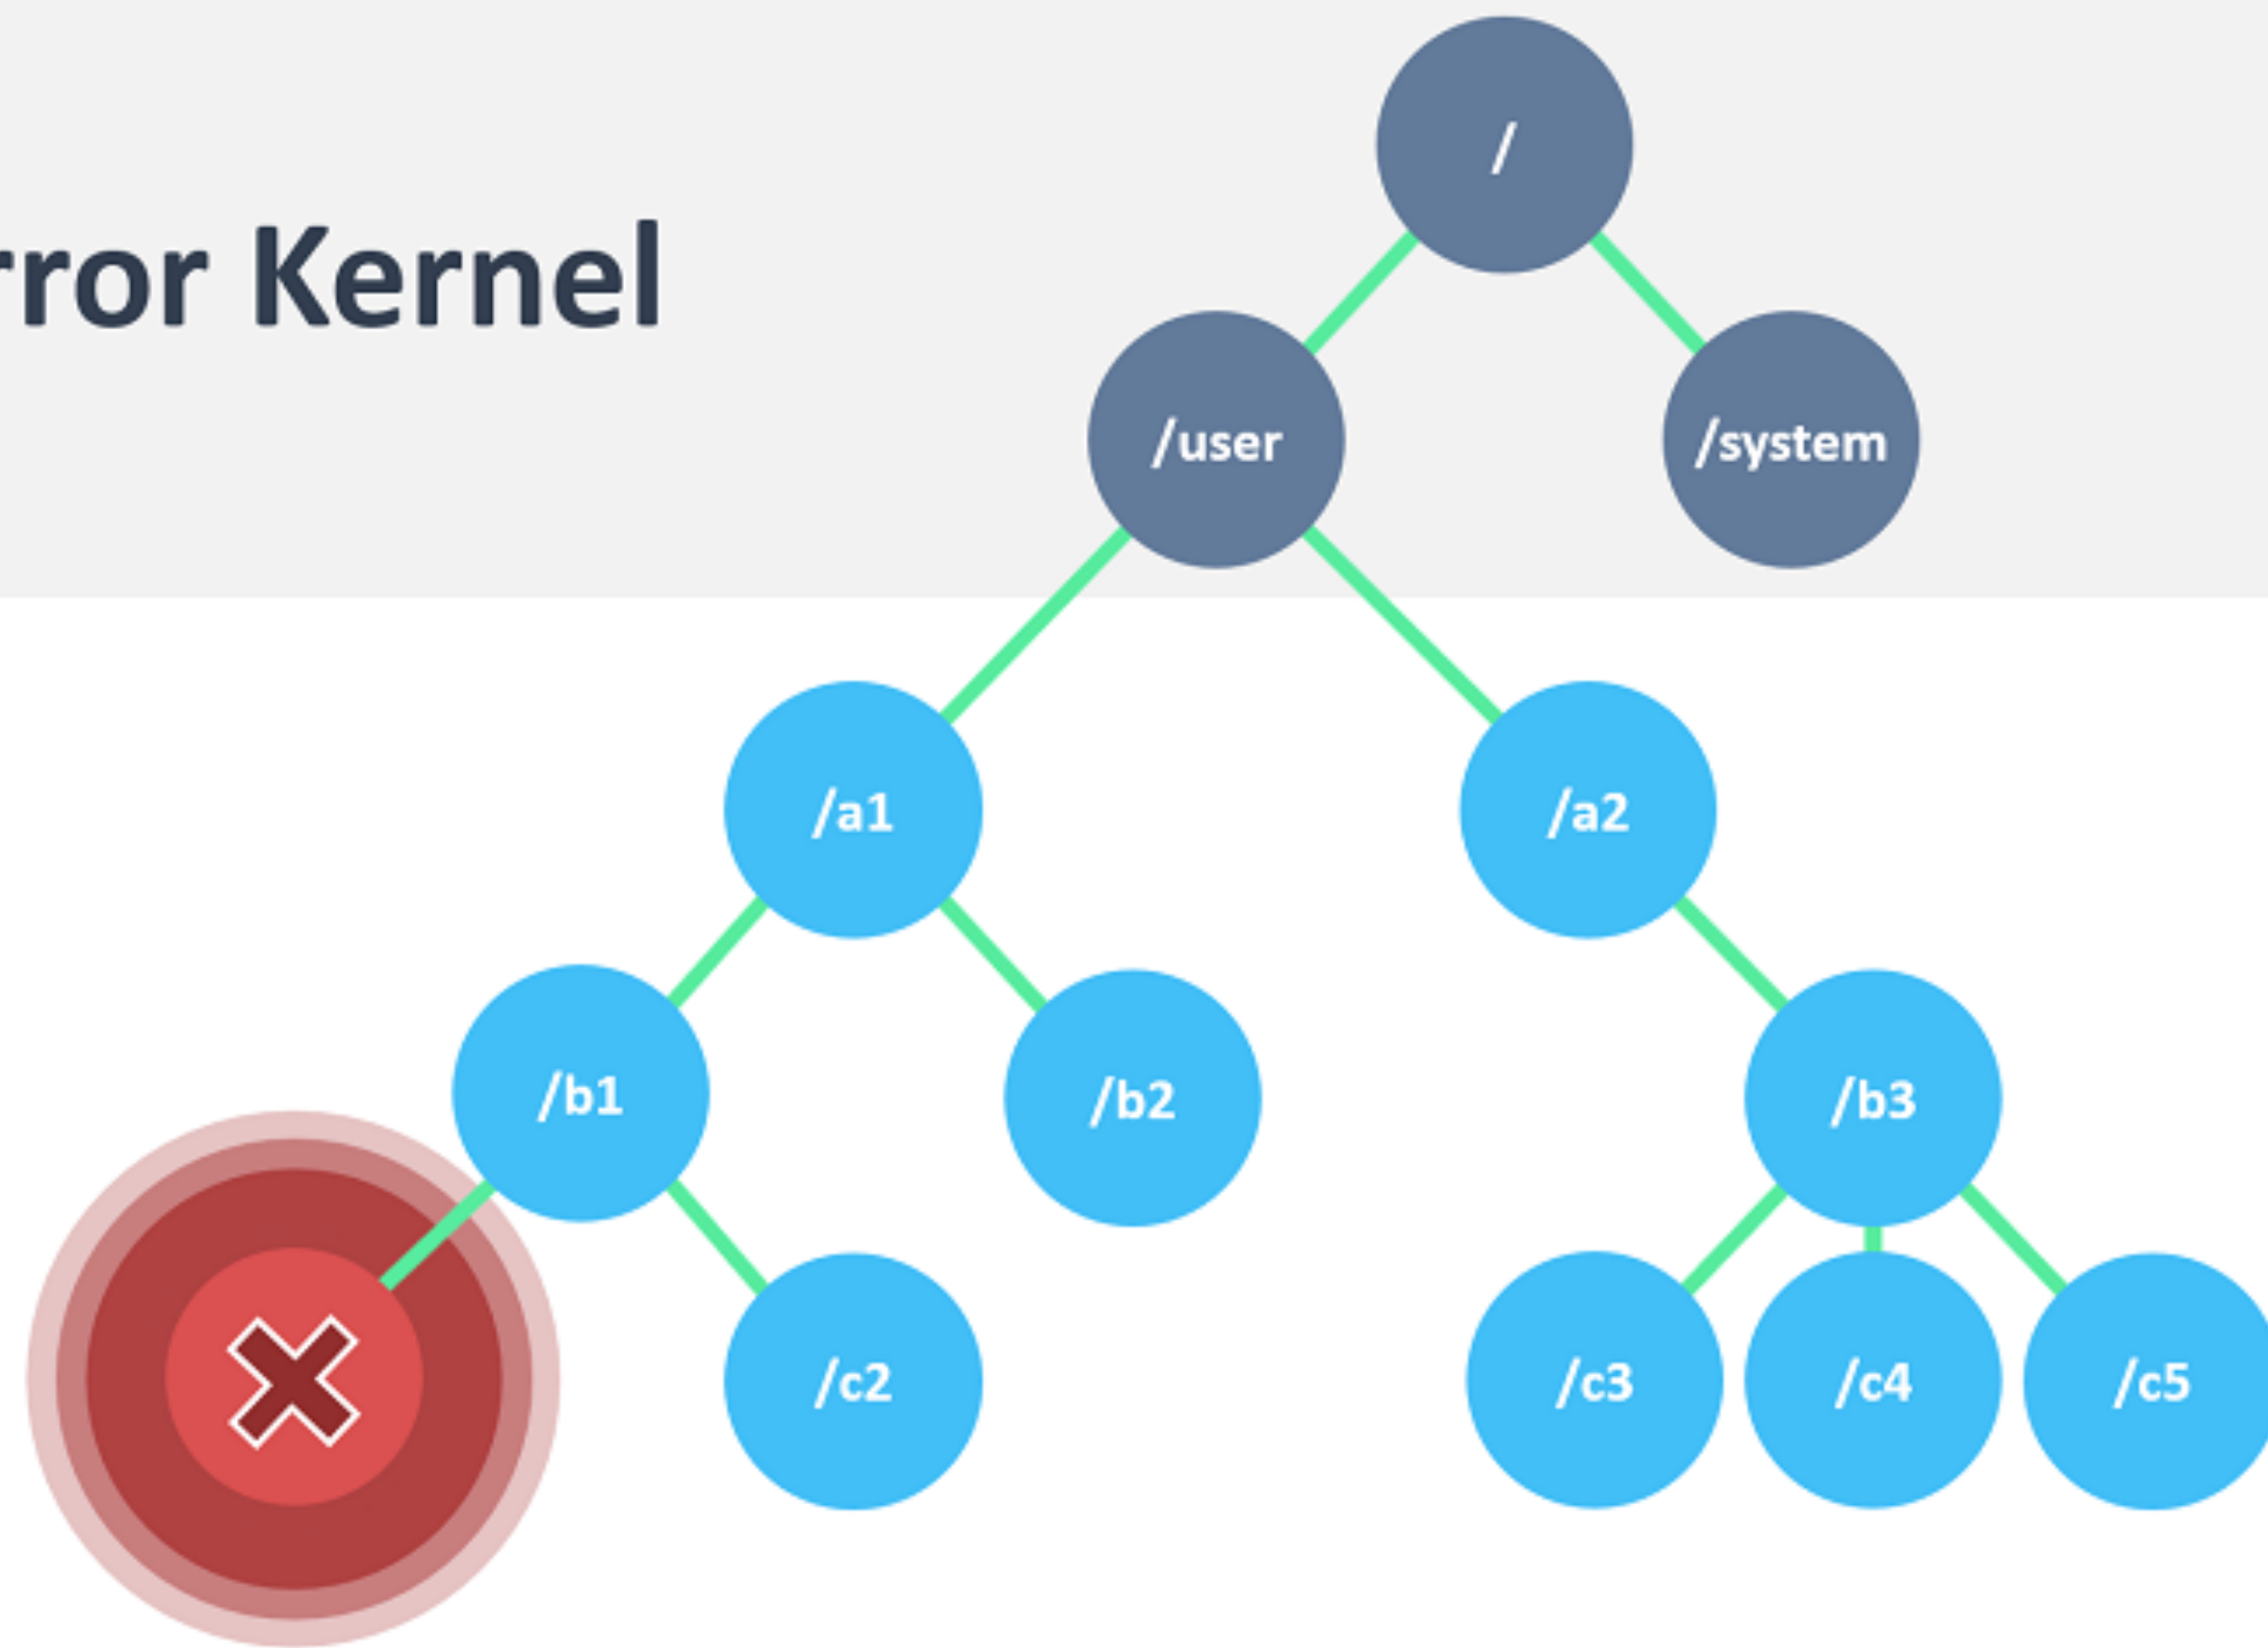 /
rror Kernel
/user
/system
/a1
/a2
/b1
/b2
/b3
/c2
/c3
/c4
/c5